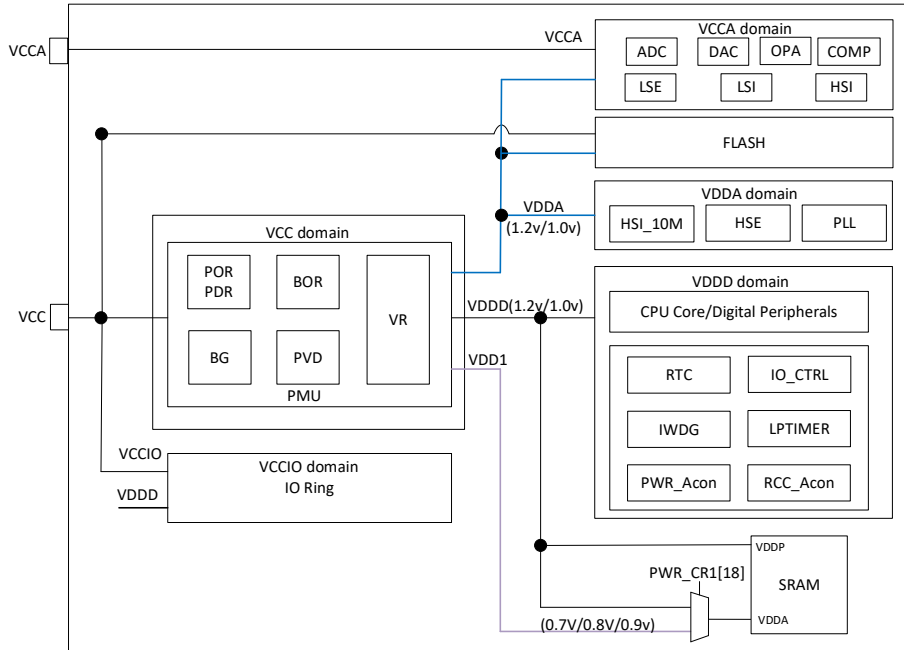 VCCA
VCCA
VCCA domain
ADC
DAC
OPA
COMP
LSE
LSI
HSI
FLASH
VDDA
(1.2v/1.0v)
VDDA domain
HSI_10M
HSE
PLL
VCC
VCC domain
POR
PDR
BOR
VR
BG
PVD
PMU
VDDD(1.2v/1.0v)
VDD1
VDDD domain
CPU Core/Digital Peripherals
RTC
IO_CTRL
IWDG
LPTIMER
PWR_Acon
RCC_Acon
VCCIO
VDDD
VCCIO domain
IO Ring
PWR_CR1[18]
(0.7V/0.8V/0.9v)
VDDP
SRAM
VDDA